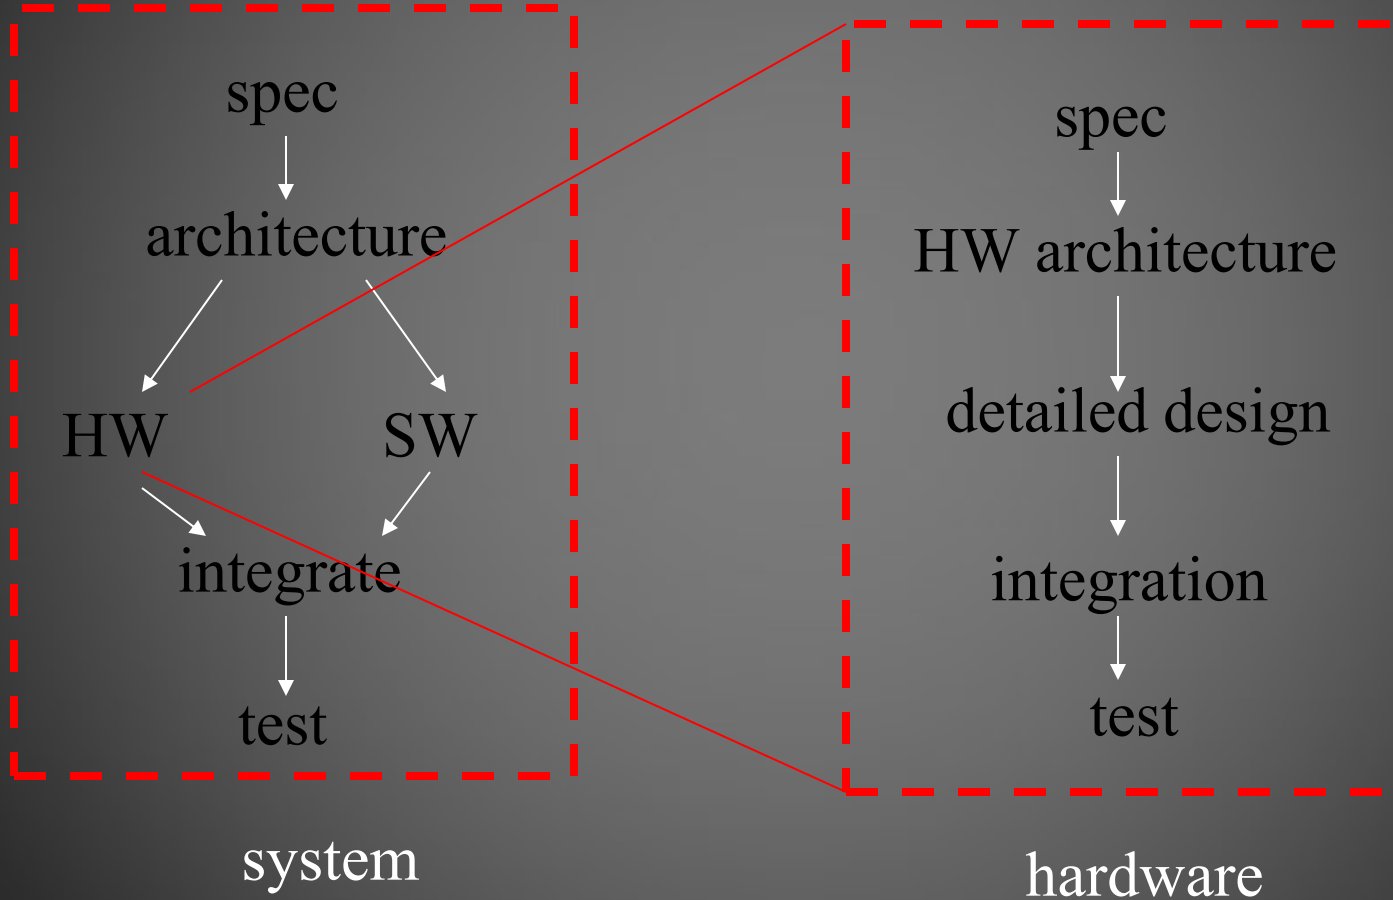 spec
architecture
HW
SW
integrate
test
system
spec
HW architecture
detailed design
integration
test
hardware